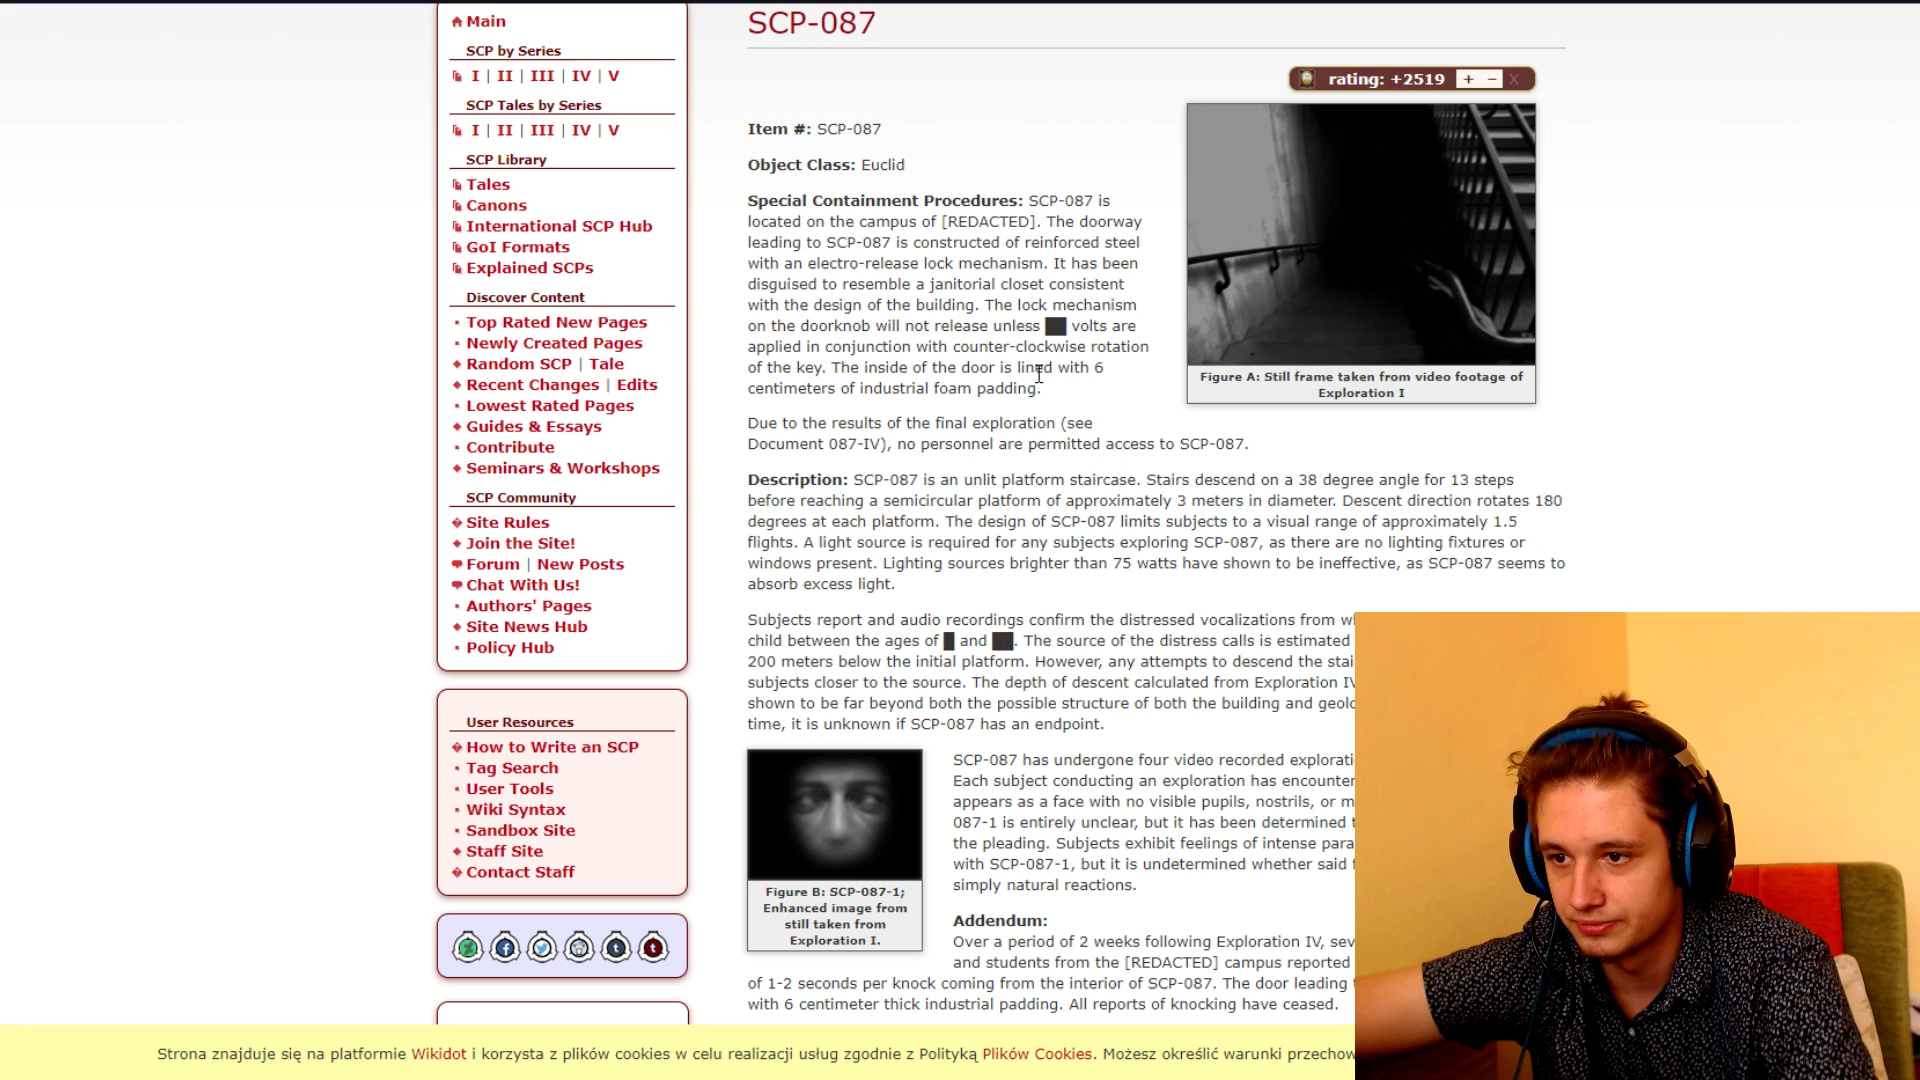 Main
SCP by Series
I | II | III | IV | V
SCP Tales by Series
I | II | III | IV | V
SCP Library
Tales
Canons
International SCP Hub
GoI Formats
Explained SCPs
Discover Content
Top Rated New Pages
Newly Created Pages
Random SCP | Tale
Recent Changes | Edits
Lowest Rated Pages
Guides & Essays
Contribute
Seminars & Workshops
SCP Community
Site Rules
Join the Site!
Forum | New Posts
Chat With Us!
Authors' Pages
Site News Hub
Policy Hub
User Resources
How to Write an SCP
Tag Search
User Tools
Wiki Syntax
Sandbox Site
Staff Site
Contact Staff
SCP-087
rating: +2519 + − X
Item #: SCP-087
Object Class: Euclid
Special Containment Procedures: SCP-087 is
located on the campus of [REDACTED]. The doorway
leading to SCP-087 is constructed of reinforced steel
with an electro-release lock mechanism. It has been
disguised to resemble a janitorial closet consistent
with the design of the building. The lock mechanism
on the doorknob will not release unless ██ volts are
applied in conjunction with counter-clockwise rotation
of the key. The inside of the door is lined with 6
centimeters of industrial foam padding.
Figure A: Still frame taken from video footage of
Exploration I
Due to the results of the final exploration (see
Document 087-IV), no personnel are permitted access to SCP-087.
Description: SCP-087 is an unlit platform staircase. Stairs descend on a 38 degree angle for 13 steps
before reaching a semicircular platform of approximately 3 meters in diameter. Descent direction rotates 180
degrees at each platform. The design of SCP-087 limits subjects to a visual range of approximately 1.5
flights. A light source is required for any subjects exploring SCP-087, as there are no lighting fixtures or
windows present. Lighting sources brighter than 75 watts have shown to be ineffective, as SCP-087 seems to
absorb excess light.
Subjects report and audio recordings confirm the distressed vocalizations from
child between the ages of █ and ██. The source of the distress calls is estimated
200 meters below the initial platform. However, any attempts to descend the
subjects closer to the source. The depth of descent calculated from Exploration IV
shown to be far beyond both the possible structure of both the building and
time, it is unknown if SCP-087 has an endpoint.
Figure B: SCP-087-1;
Enhanced image from
still taken from
Exploration I.
SCP-087 has undergone four video recorded
Each subject conducting an exploration has
appears as a face with no visible pupils, nostrils, or
087-1 is entirely unclear, but it has been determined
the pleading. Subjects exhibit feelings of intense
with SCP-087-1, but it is undetermined whether said
simply natural reactions.
Addendum:
Over a period of 2 weeks following Exploration IV,
and students from the [REDACTED] campus reported
of 1-2 seconds per knock coming from the interior of SCP-087. The door leading
with 6 centimeter thick industrial padding. All reports of knocking have ceased.
Strona znajduje się na platformie Wikidot i korzysta z plików cookies w celu realizacji usług zgodnie z Polityką Plików Cookies. Możesz określić warunki